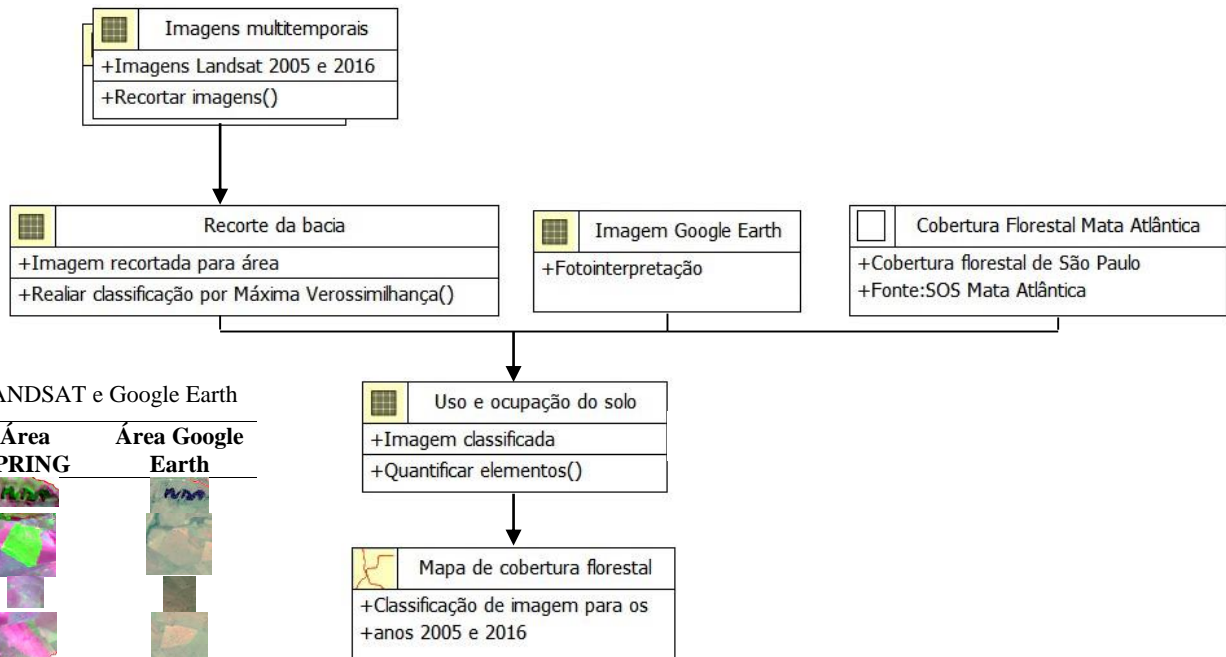 Imagens multitemporais
+Imagens Landsat 2005 e 2016
+Recortar imagens()
Recorte da bacia
+Imagem recortada para área
+Realiar classificação por Máxima Verossimilhança()
Imagem Google Earth
+Fotointerpretação
Cobertura Florestal Mata Atlântica
+Cobertura florestal de São Paulo
+Fonte:SOS Mata Atlântica
Uso e ocupação do solo
+Imagem classificada
+Quantificar elementos()
Mapa de cobertura florestal
+Classificação de imagem para os
+anos 2005 e 2016
ANDSAT e Google Earth
Área
PRING
Área Google
Earth